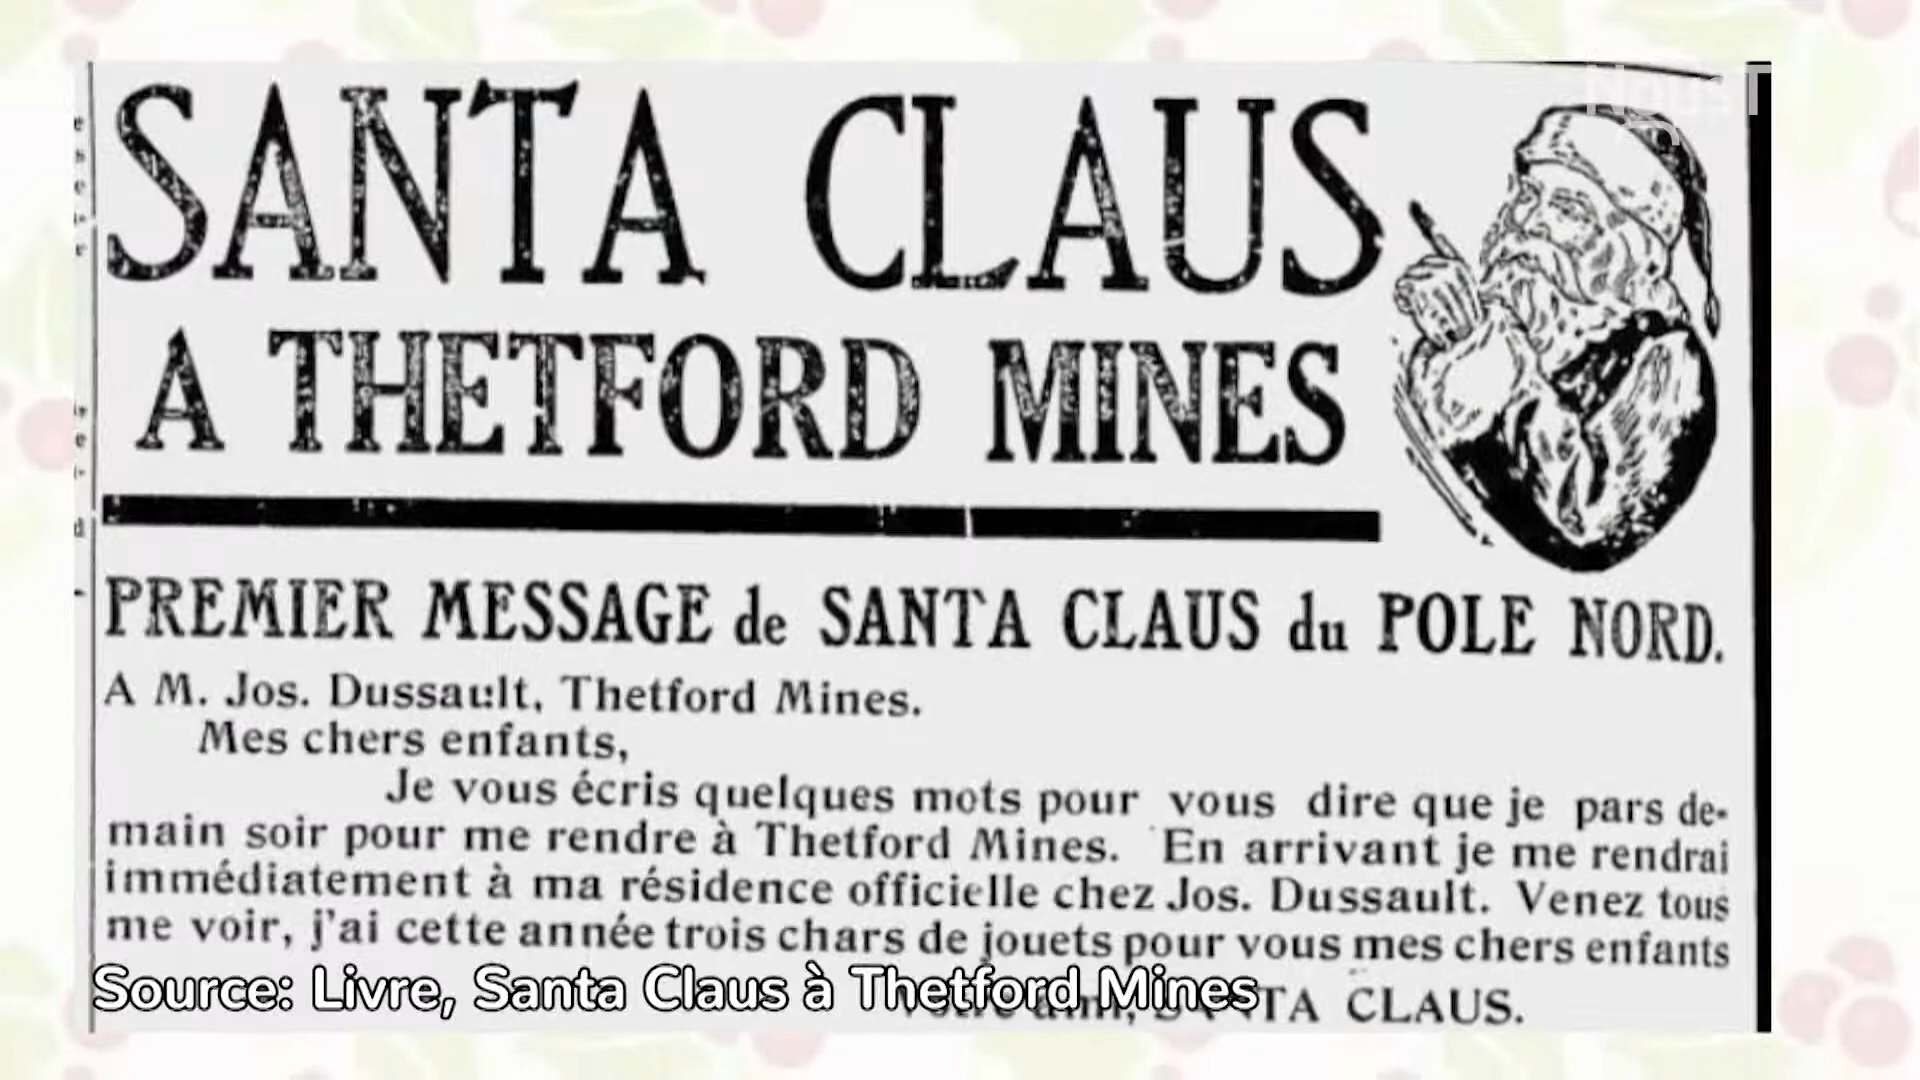 SANTA CLAUS
A THETFORD MINES
PREMIER MESSAGE de SANTA CLAUS du POLE NORD.
A M. Jos. Dussault, Thetford Mines.
Mes chers enfants,
Je vous écris quelques mots pour vous dire que je pars de-
main soir pour me rendre à Thetford Mines. En arrivant je me rendrai
immédiatement à ma résidence officielle chez Jos. Dussault. Venez tous
me voir, j'ai cette année trois chars de jouets pour vous mes chers enfants
SANTA CLAUS.
Source: Livre, Santa Claus à Thetford Mines